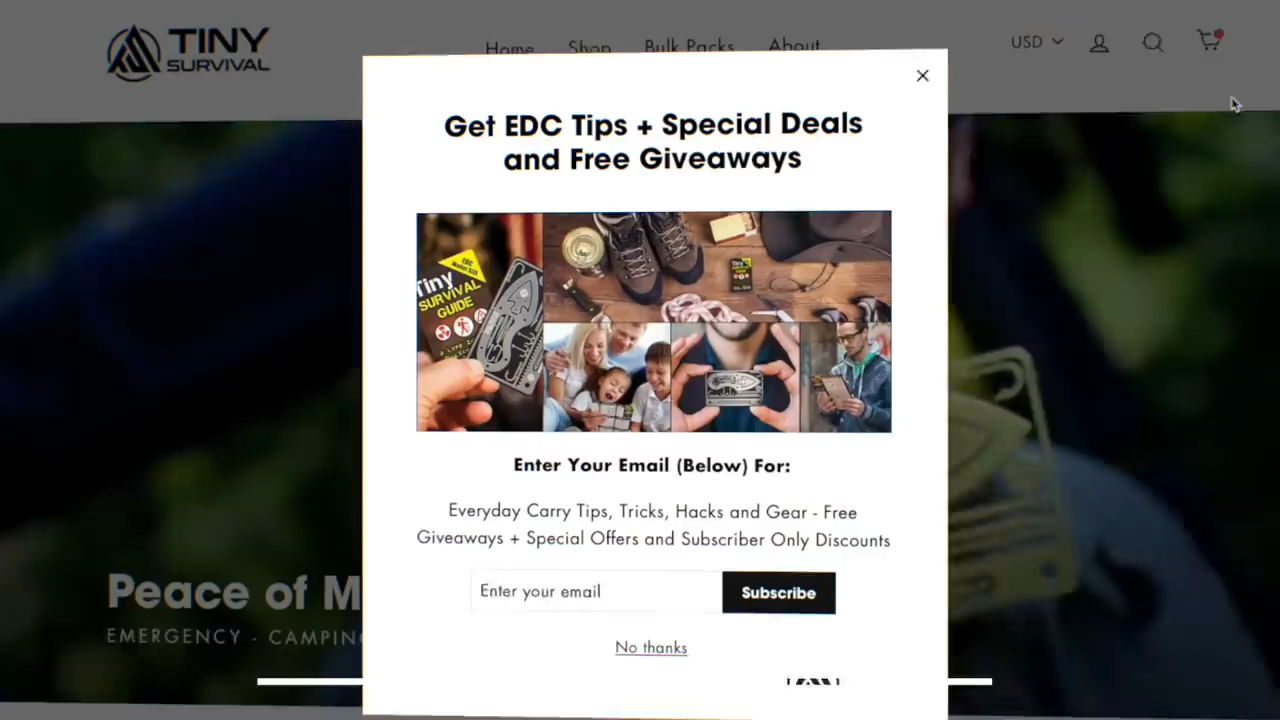 TINY
SURVIVAL
Home Shop Bulk Packs About
USD
Get EDC Tips + Special Deals
and Free Giveaways
EDC
Tiny
SURVIVAL
GUIDE
Enter Your Email (Below) For:
Everyday Carry Tips, Tricks, Hacks and Gear - Free
Giveaways + Special Offers and Subscriber Only Discounts
Enter your email
Subscribe
No thanks
Peace of M
EMERGENCY - CAMPING